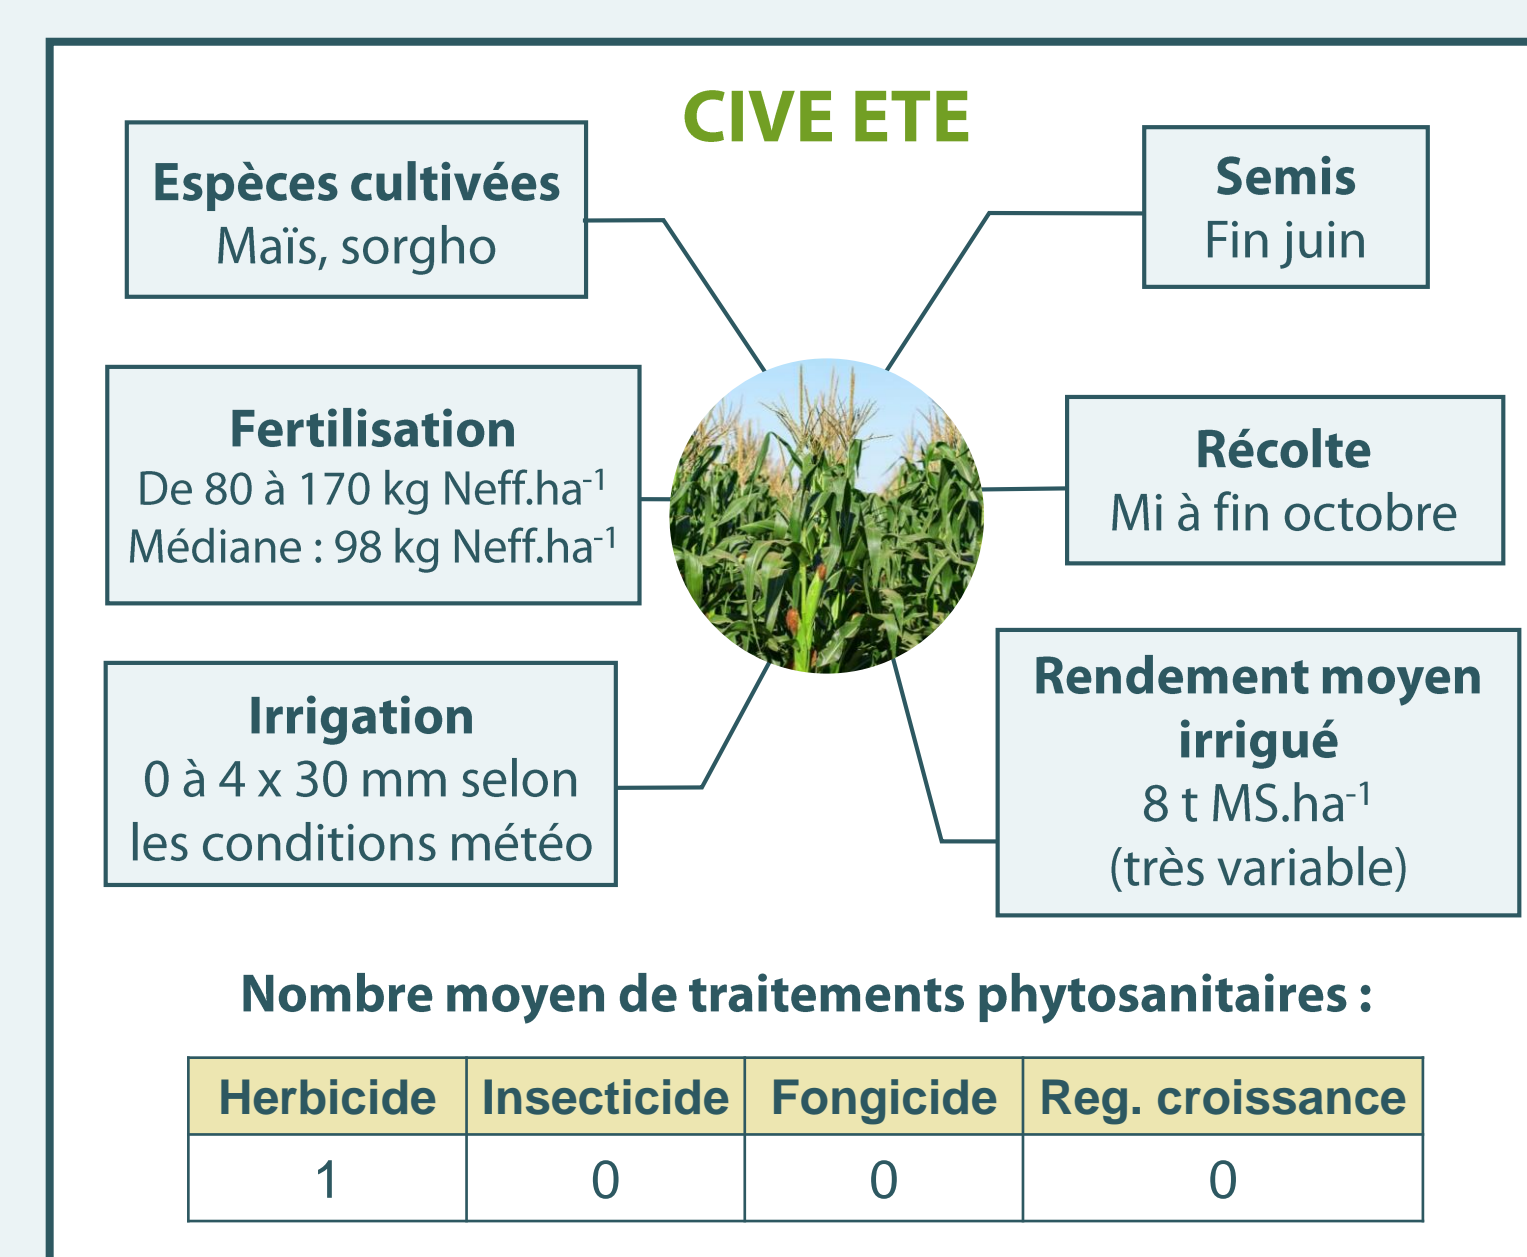 CIVE ETE
Espèces cultivées
Maïs, sorgho
Semis
Fin juin
Fertilisation
De 80 à 170 kg Neff.ha⁻¹
Médiane : 98 kg Neff.ha⁻¹
Récolte
Mi à fin octobre
Irrigation
0 à 4 x 30 mm selon
les conditions météo
Rendement moyen
irrigué
8 t MS.ha⁻¹
(très variable)
Nombre moyen de traitements phytosanitaires :
Herbicide Insecticide Fongicide Reg. croissance
1 0 0 0